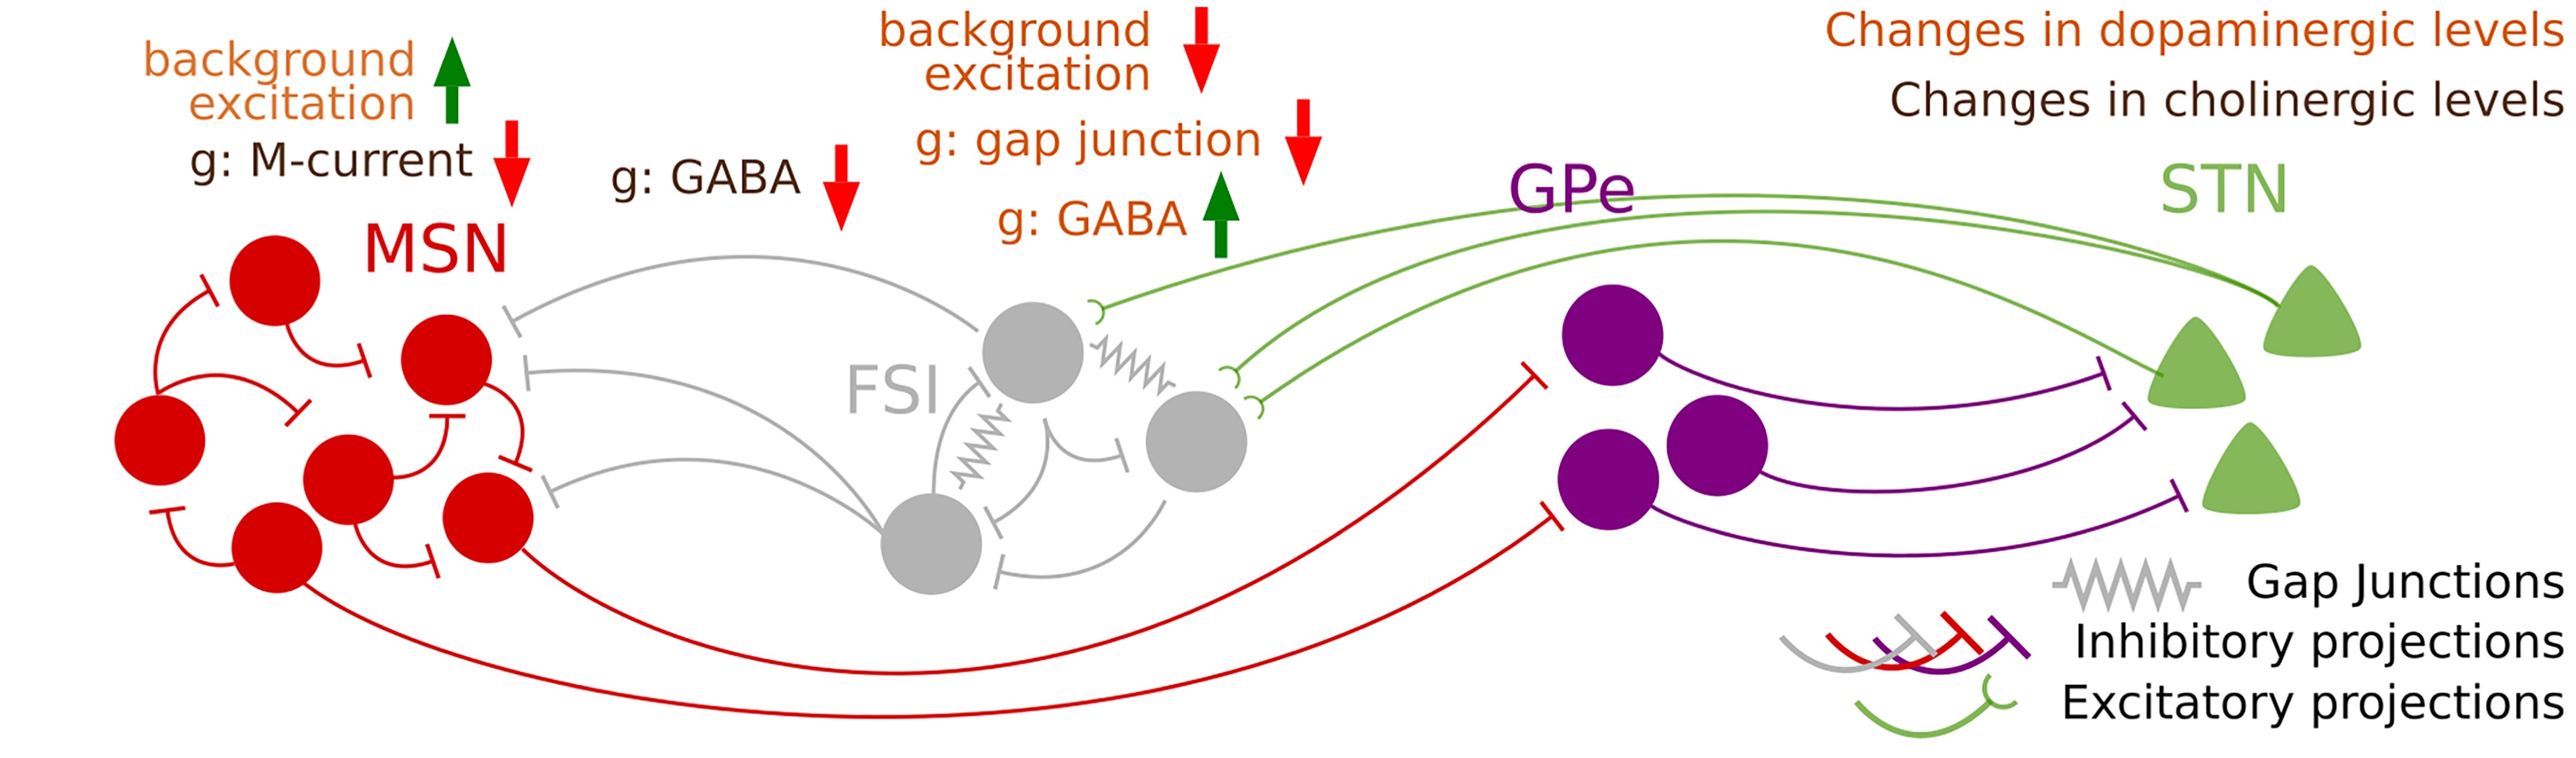 background
excitation
g: M-current
MSN
g: GABA
background
excitation
g: gap junction
g: GABA
FSI
GPe
Changes in dopaminergic levels
Changes in cholinergic levels
STN
Gap Junctions
Inhibitory projections
Excitatory projections